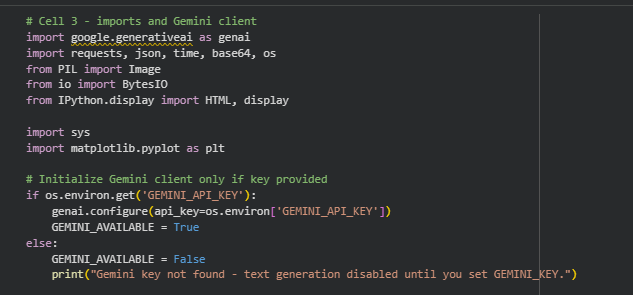 # Cell 3 - imports and Gemini client
import google.generativeai as genai
import requests, json, time, base64, os
from PIL import Image
from io import BytesIO
from IPython.display import HTML, display
import sys
import matplotlib.pyplot as plt
# Initialize Gemini client only if key provided
if os.environ.get('GEMINI_API_KEY'):
    genai.configure(api_key=os.environ['GEMINI_API_KEY'])
    GEMINI_AVAILABLE = True
else:
    GEMINI_AVAILABLE = False
    print("Gemini key not found - text generation disabled until you set GEMINI_KEY.")